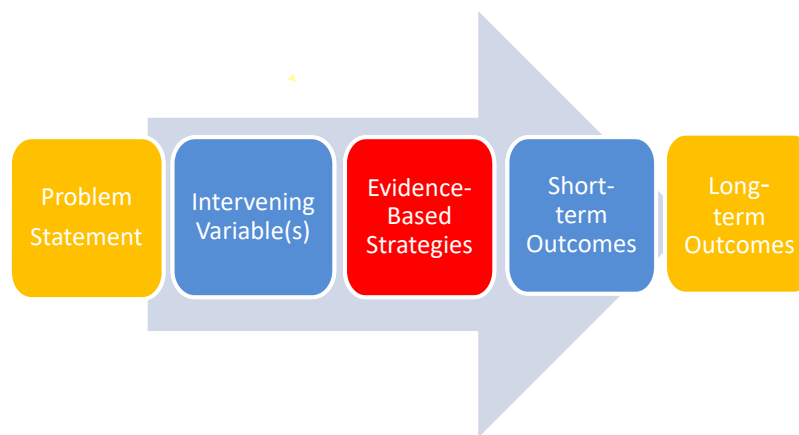 Problem
Statement
Intervening
Variable(s)
Evidence-
Based
Strategies
Short-
term
Outcomes
Long-
term
Outcomes